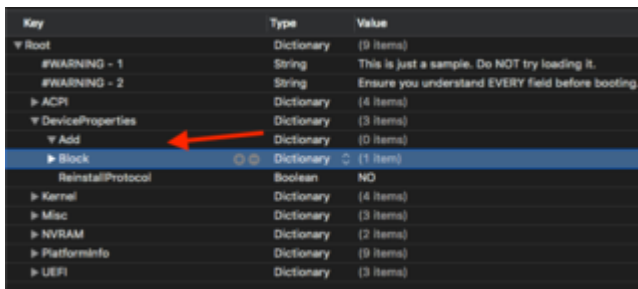 Key Type Value
Root Dictionary (9 items)
#WARNING - 1 String This is just a sample. Do NOT try loading it.
#WARNING - 2 String Ensure you understand EVERY field before booting.
ACPI Dictionary (4 items)
DeviceProperties Dictionary (3 items)
Add Dictionary (0 items)
Block Dictionary (1 item)
ReinstallProtocol Boolean NO
Kernel Dictionary (4 items)
Misc Dictionary (3 items)
NVRAM Dictionary (2 items)
PlatformInfo Dictionary (9 items)
UEFI Dictionary (3 items)